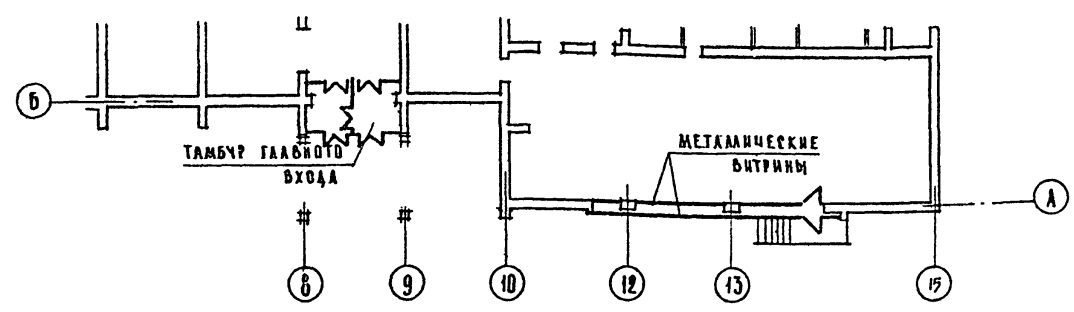 Б
ТАМБУР ГЛАВНОГО
ВХОДА
МЕТАЛЛИЧЕСКИЕ
ВИТРИНЫ
А
8 9 10 12 13 15